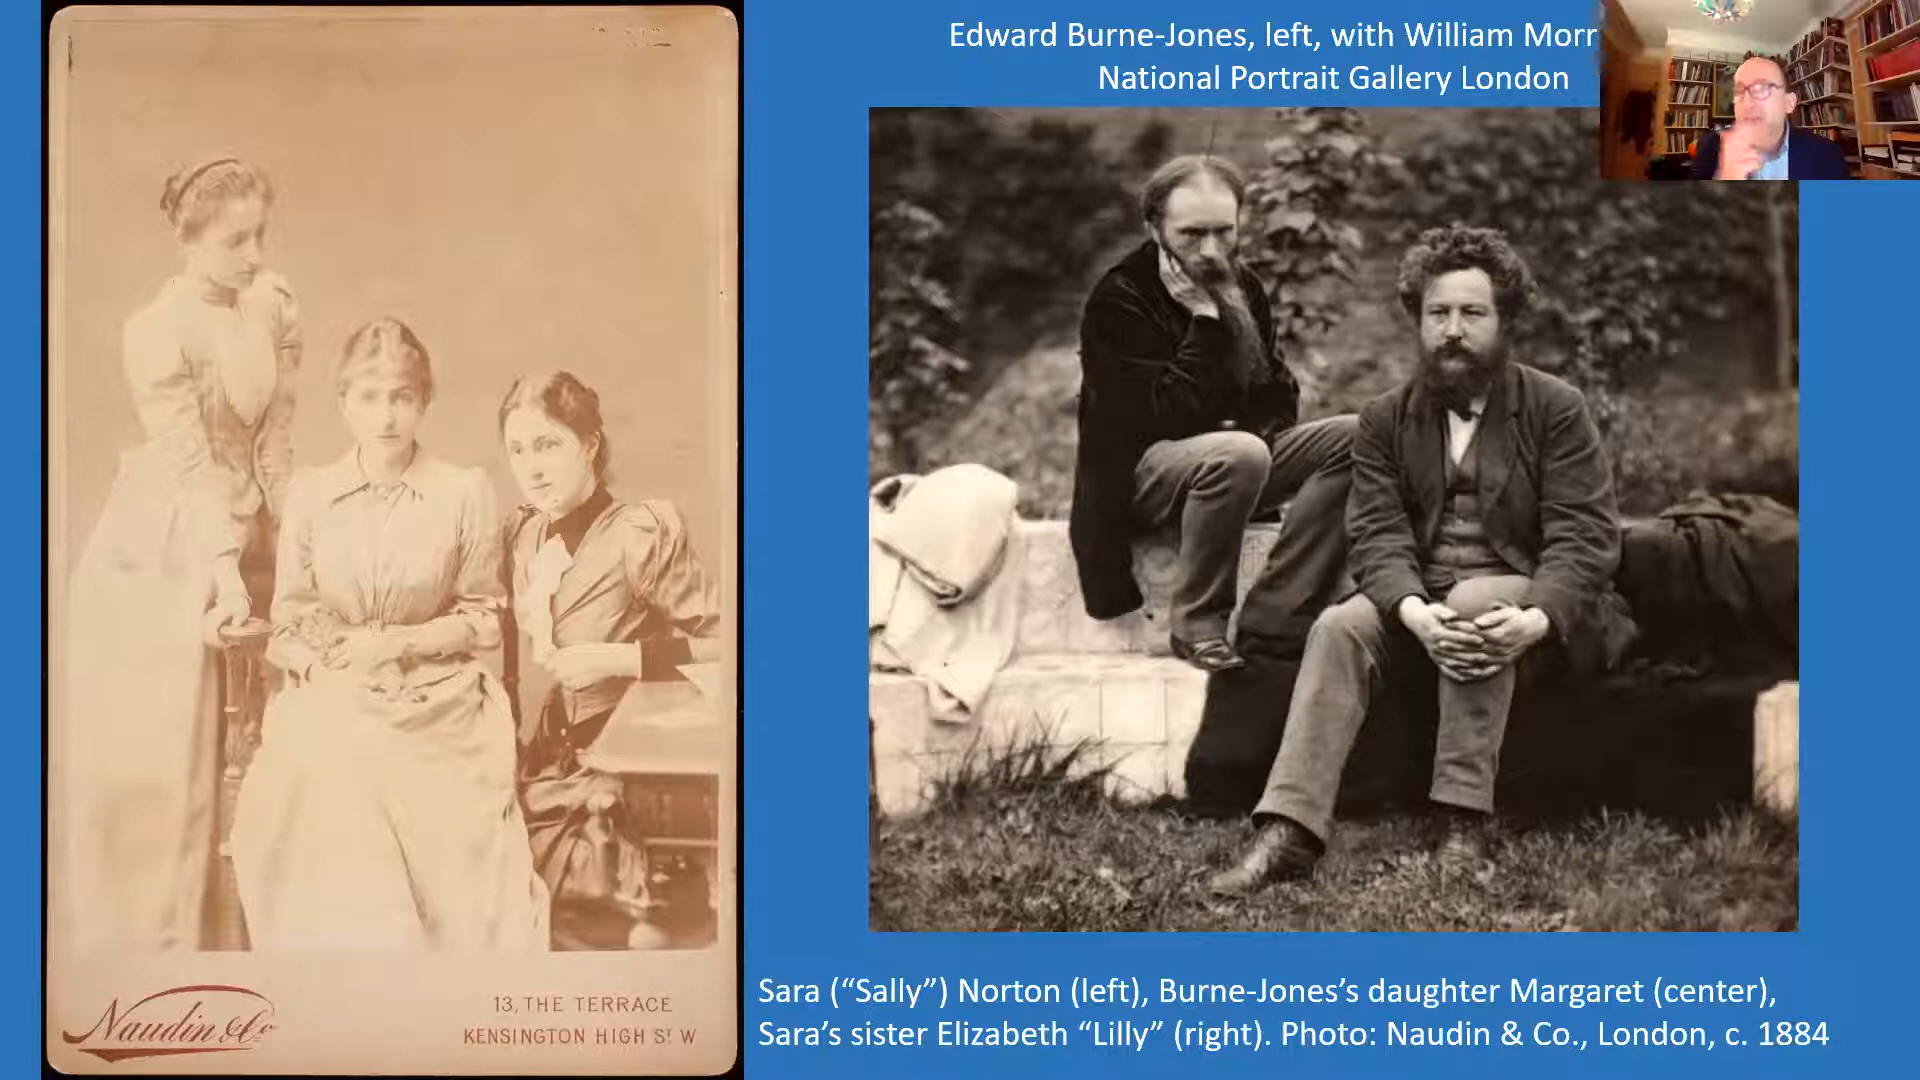 Edward Burne-Jones, left, with William Morr
National Portrait Gallery London
Naudin & Co
13, THE TERRACE
KENSINGTON HIGH ST W
Sara (“Sally”) Norton (left), Burne-Jones’s daughter Margaret (center),
Sara’s sister Elizabeth “Lilly” (right). Photo: Naudin & Co., London, c. 1884